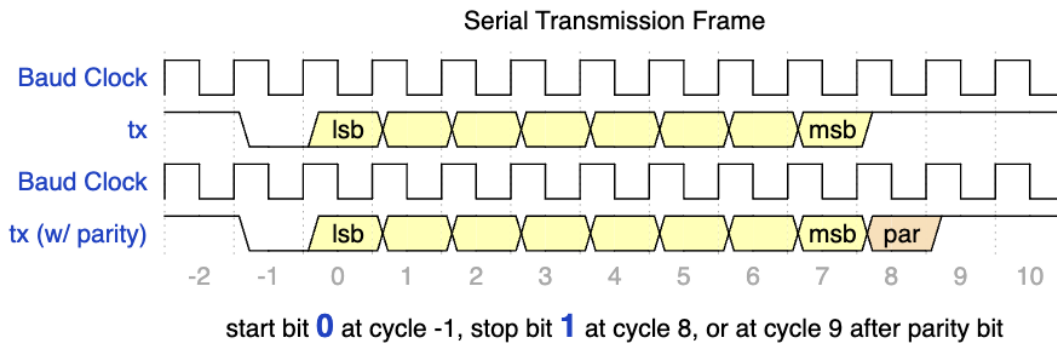 Serial Transmission Frame
Baud Clock
tx lsb msb
Baud Clock
tx (w/ parity) lsb msb par
-2 -1 0 1 2 3 4 5 6 7 8 9 10
start bit 0 at cycle -1, stop bit 1 at cycle 8, or at cycle 9 after parity bit